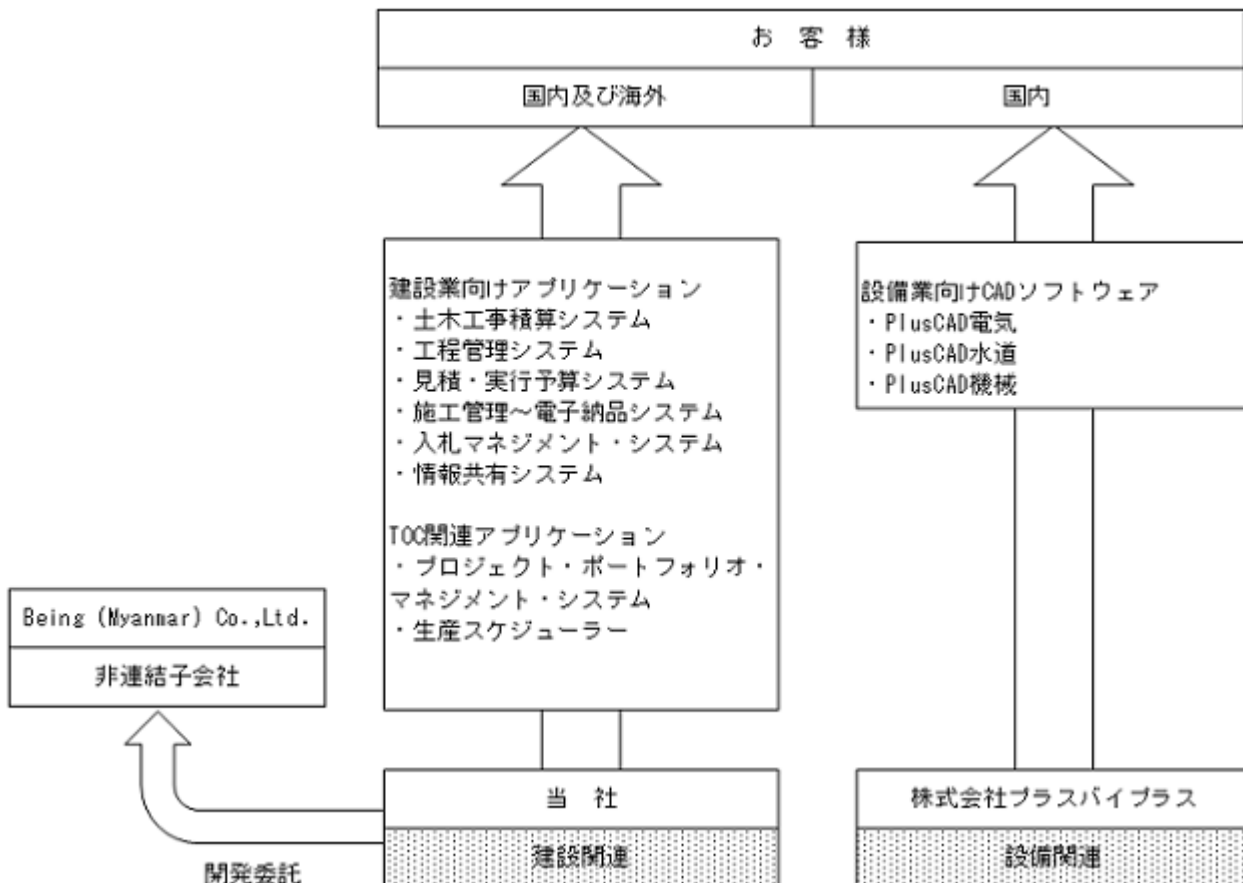 お 客 様
国内及び海外
国内
建設業向けアプリケーション
・土木工事積算システム
・工程管理システム
・見積・実行予算システム
・施工管理～電子納品システム
・入札マネジメント・システム
・情報共有システム
TOC関連アプリケーション
・プロジェクト・ポートフォリオ・
マネジメント・システム
・生産スケジューラー
設備業向けCADソフトウェア
・PlusCAD電気
・PlusCAD水道
・PlusCAD機械
Being (Myanmar) Co.,Ltd.
非連結子会社
開発委託
当 社
建設関連
株式会社プラスバイプラス
設備関連